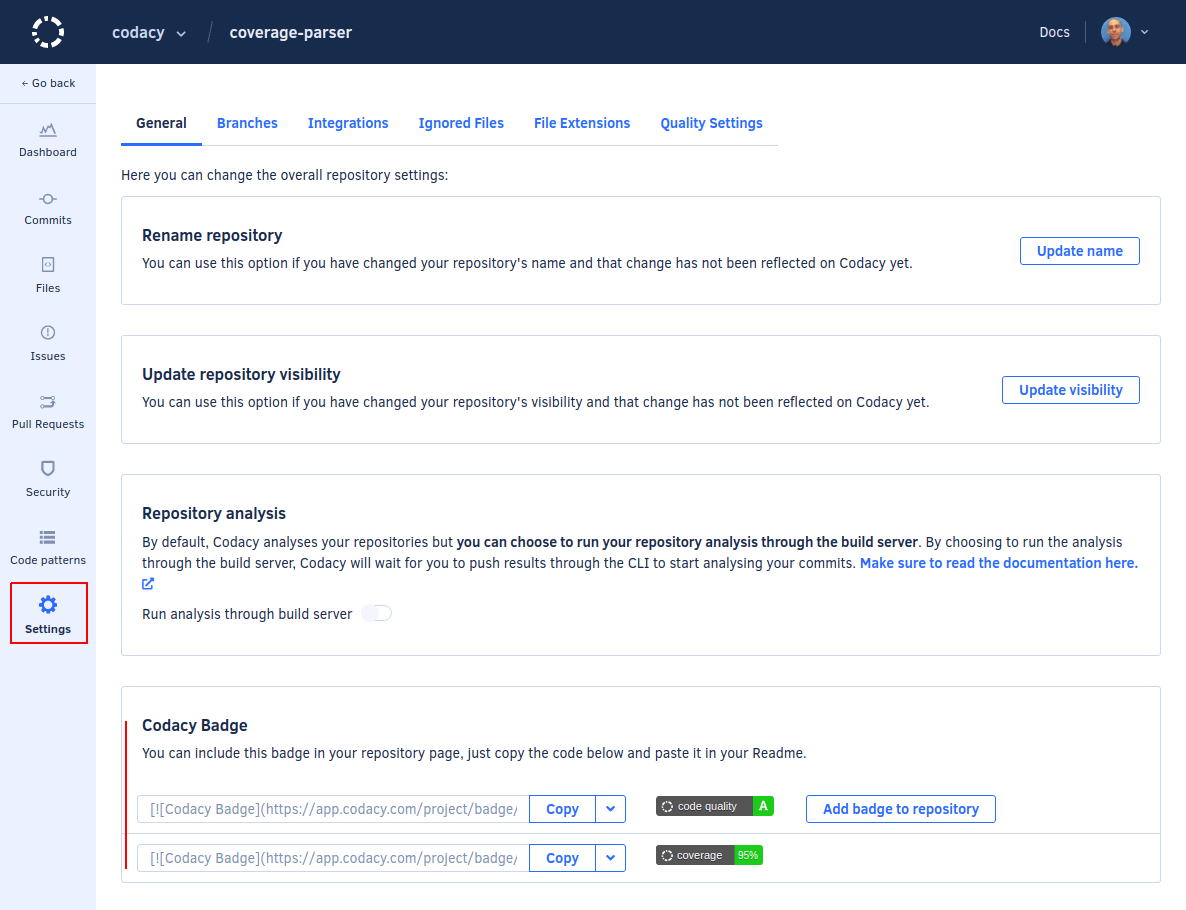 codacy / coverage-parser Docs
← Go back
Dashboard
Commits
Files
Issues
Pull Requests
Security
Code patterns
Settings
General Branches Integrations Ignored Files File Extensions Quality Settings
Here you can change the overall repository settings:
Rename repository
You can use this option if you have changed your repository's name and that change has not been reflected on Codacy yet.
Update name
Update repository visibility
You can use this option if you have changed your repository's visibility and that change has not been reflected on Codacy yet.
Update visibility
Repository analysis
By default, Codacy analyses your repositories but you can choose to run your repository analysis through the build server. By choosing to run the analysis
through the build server, Codacy will wait for you to push results through the CLI to start analysing your commits. Make sure to read the documentation here.
Run analysis through build server
Codacy Badge
You can include this badge in your repository page, just copy the code below and paste it in your Readme.
[![Codacy Badge](https://app.codacy.com/project/badge/ Copy code quality A Add badge to repository
[![Codacy Badge](https://app.codacy.com/project/badge/ Copy coverage 95%